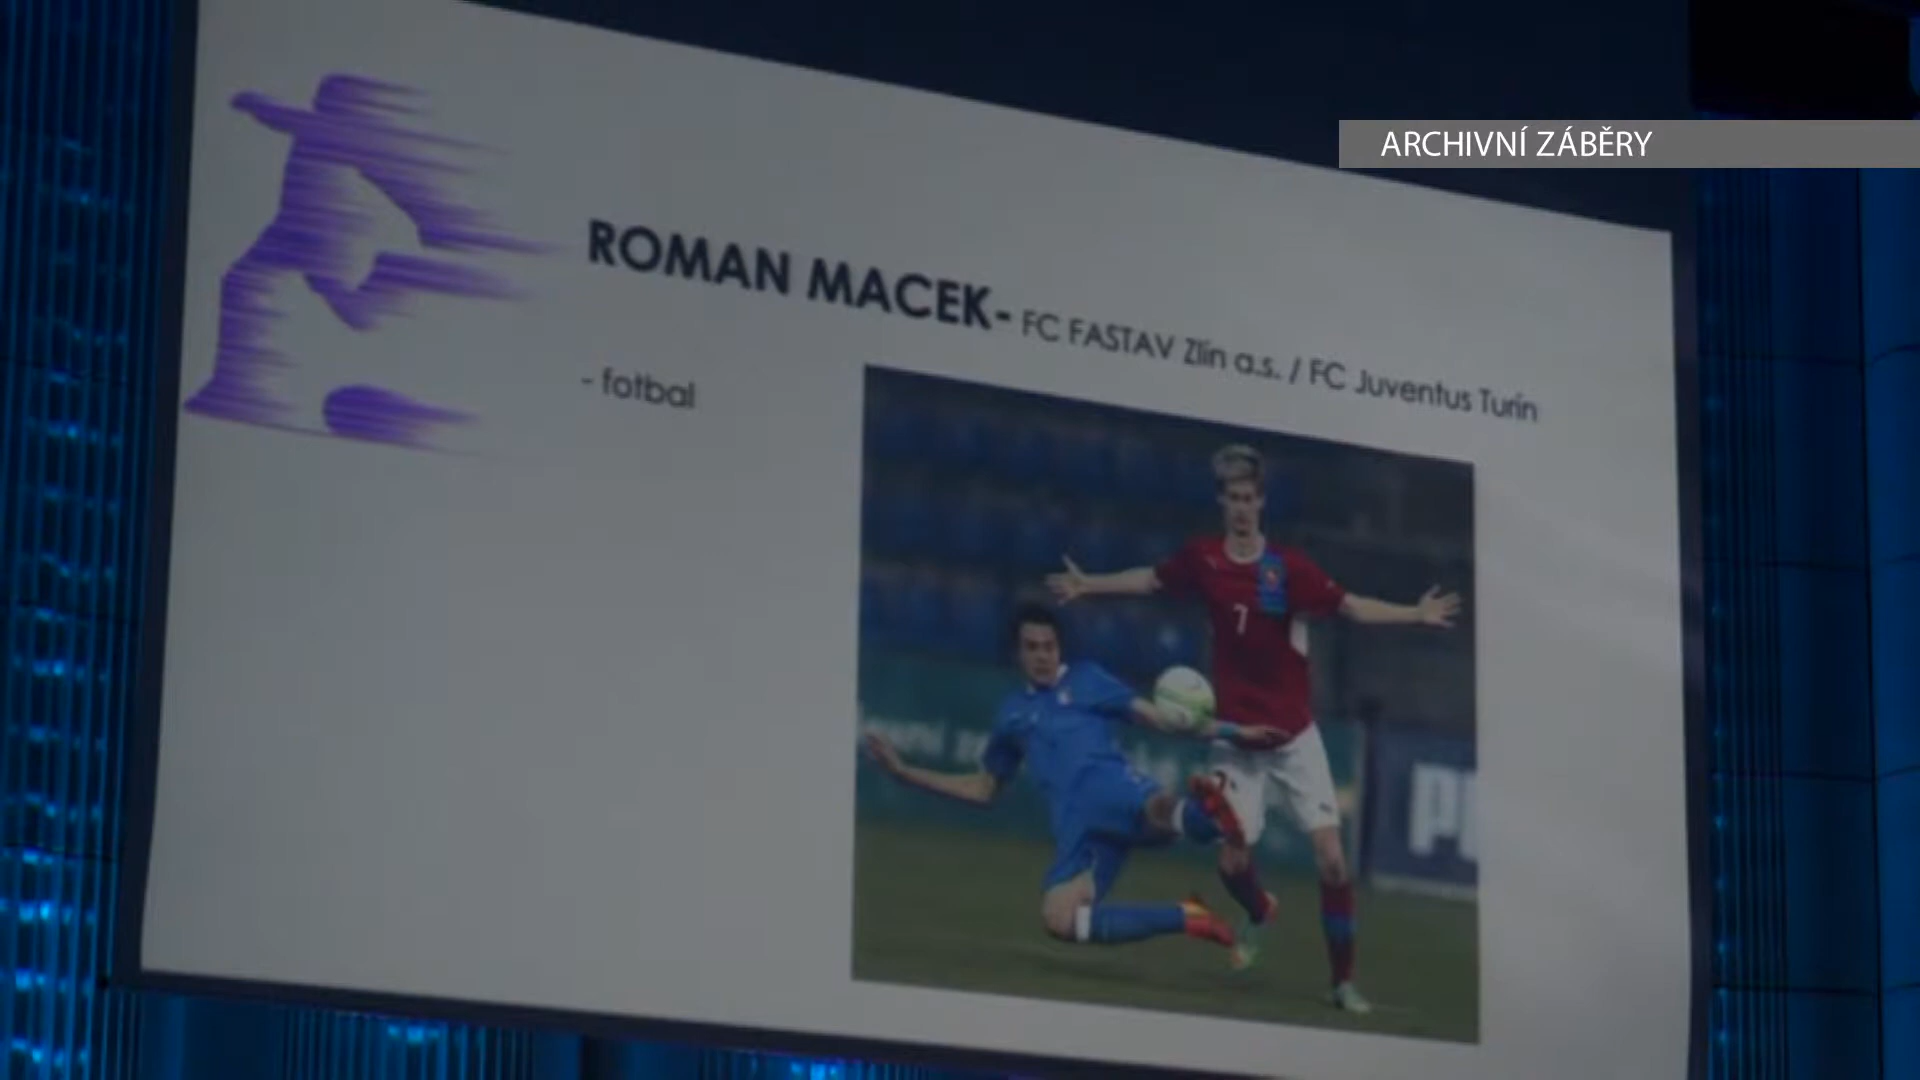 ARCHIVNÍ ZÁBĚRY
ROMAN MACEK- FC FASTAV Zlín a.s. / FC Juventus Turín
- fotbal
7